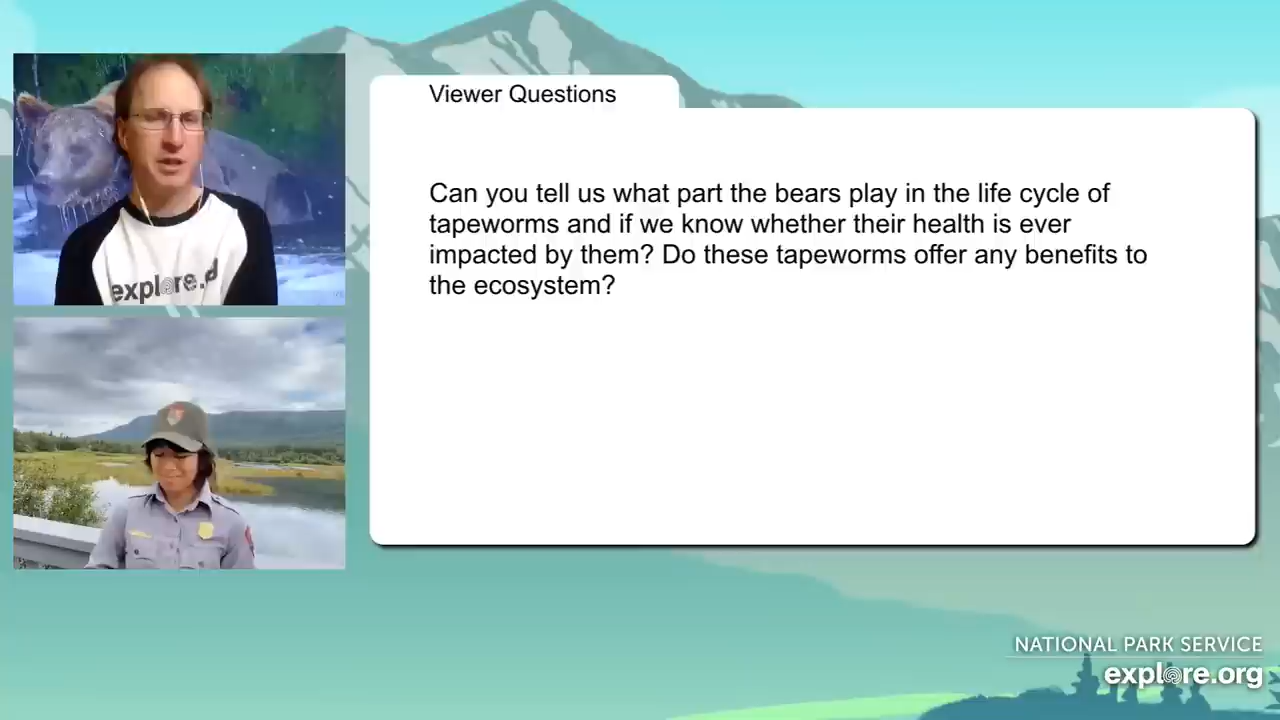 Viewer Questions
Can you tell us what part the bears play in the life cycle of
tapeworms and if we know whether their health is ever
impacted by them? Do these tapeworms offer any benefits to
the ecosystem?
explore.
NATIONAL PARK SERVICE
explore.org